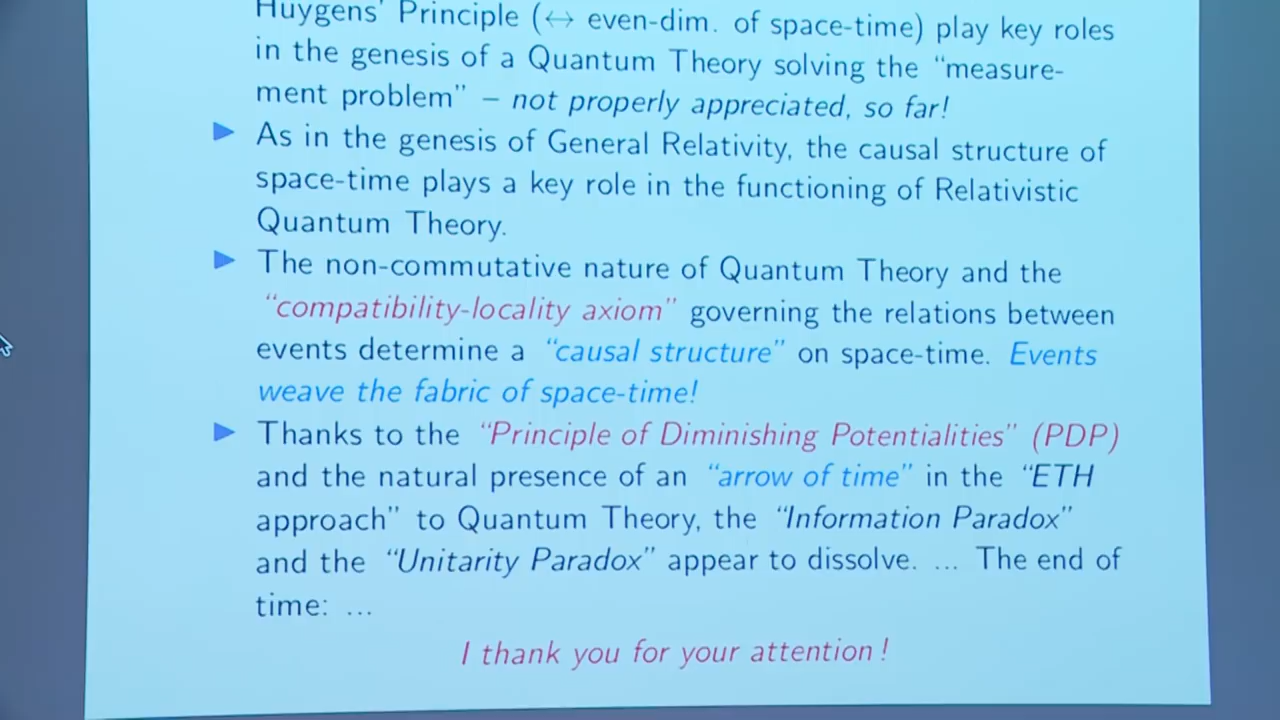 Huygens' Principle (↔ even-dim. of space-time) play key roles
in the genesis of a Quantum Theory solving the “measure-
ment problem” – not properly appreciated, so far!
▶ As in the genesis of General Relativity, the causal structure of
space-time plays a key role in the functioning of Relativistic
Quantum Theory.
▶ The non-commutative nature of Quantum Theory and the
“compatibility-locality axiom” governing the relations between
events determine a “causal structure” on space-time. Events
weave the fabric of space-time!
▶ Thanks to the “Principle of Diminishing Potentialities” (PDP)
and the natural presence of an “arrow of time” in the “ETH
approach” to Quantum Theory, the “Information Paradox”
and the “Unitarity Paradox” appear to dissolve. ... The end of
time: ...
I thank you for your attention!